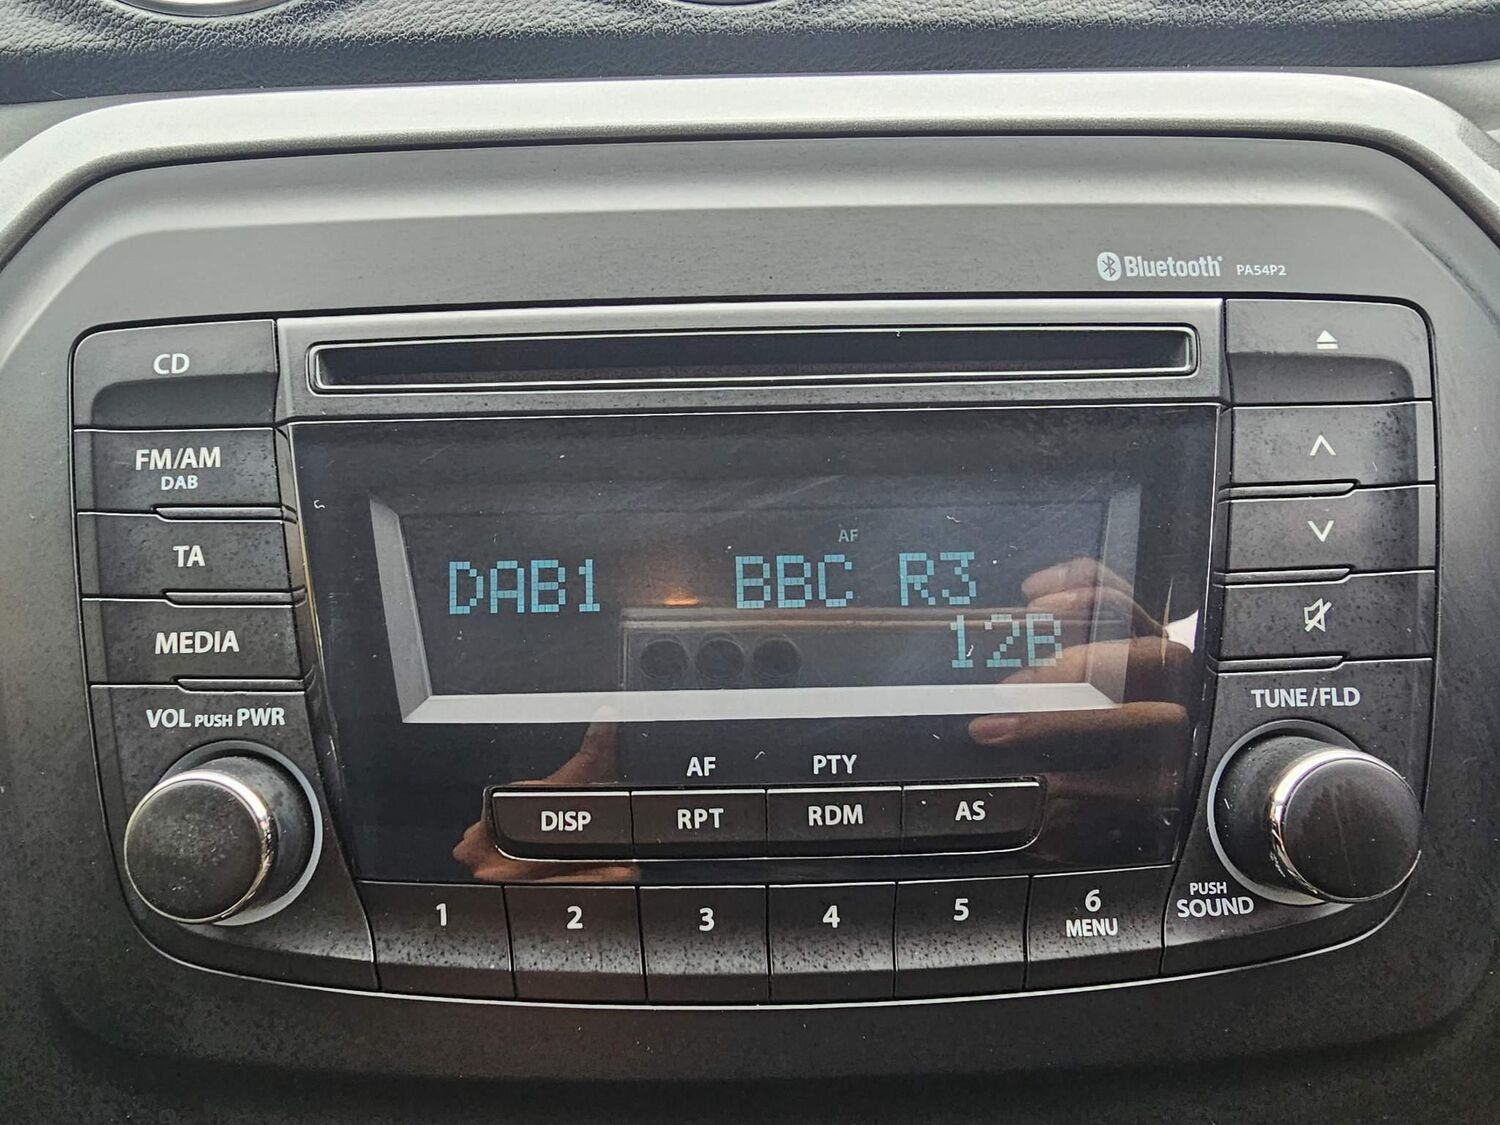 Bluetooth PA54P2
CD
FM/AM
DAB
TA
MEDIA
VOL PUSH PWR
AF
DAB1 BBC R3
12B
TUNE/FLD
AF PTY
DISP RPT RDM AS
PUSH
SOUND
1 2 3 4 5 6
MENU